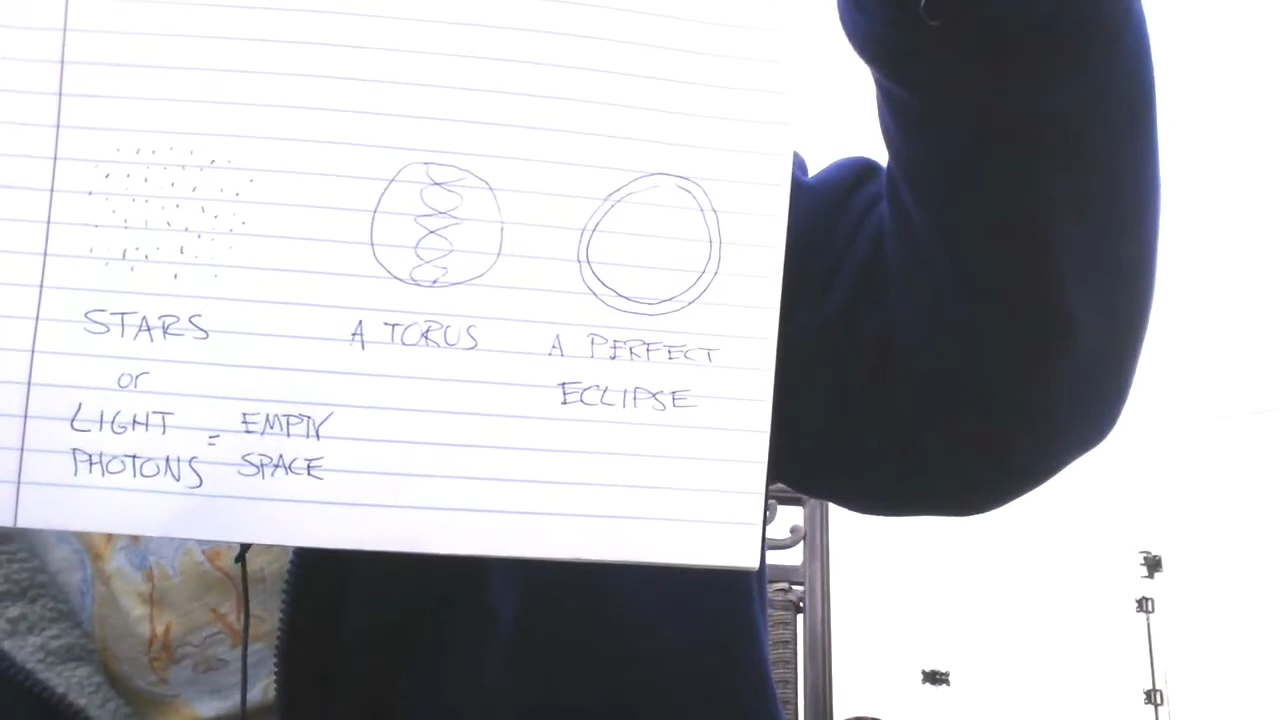 STARS
or
LIGHT = EMPTY
PHOTONS SPACE
A TORUS
A PERFECT
ECLIPSE